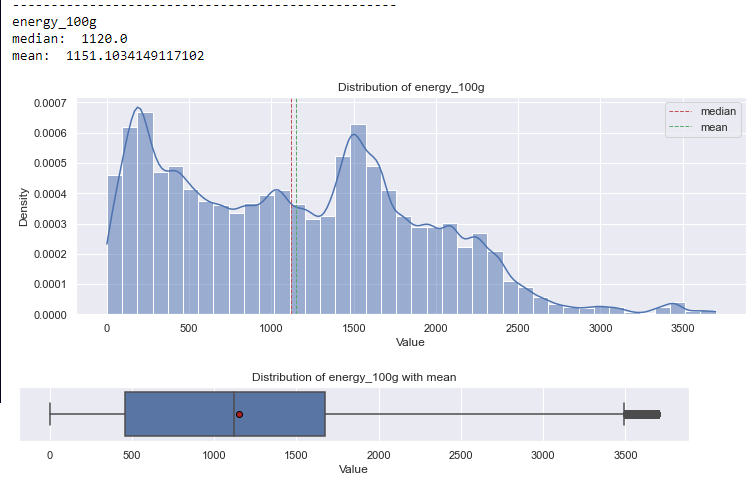 -----------------------------------------------
energy_100g
median:  1120.0
mean:  1151.1034149117102
Distribution of energy_100g
0.0007
0.0006
0.0005
0.0004
0.0003
0.0002
0.0001
0.0000
Density
median
mean
0 500 1000 1500 2000 2500 3000 3500
Value
Distribution of energy_100g with mean
0 500 1000 1500 2000 2500 3000 3500
Value